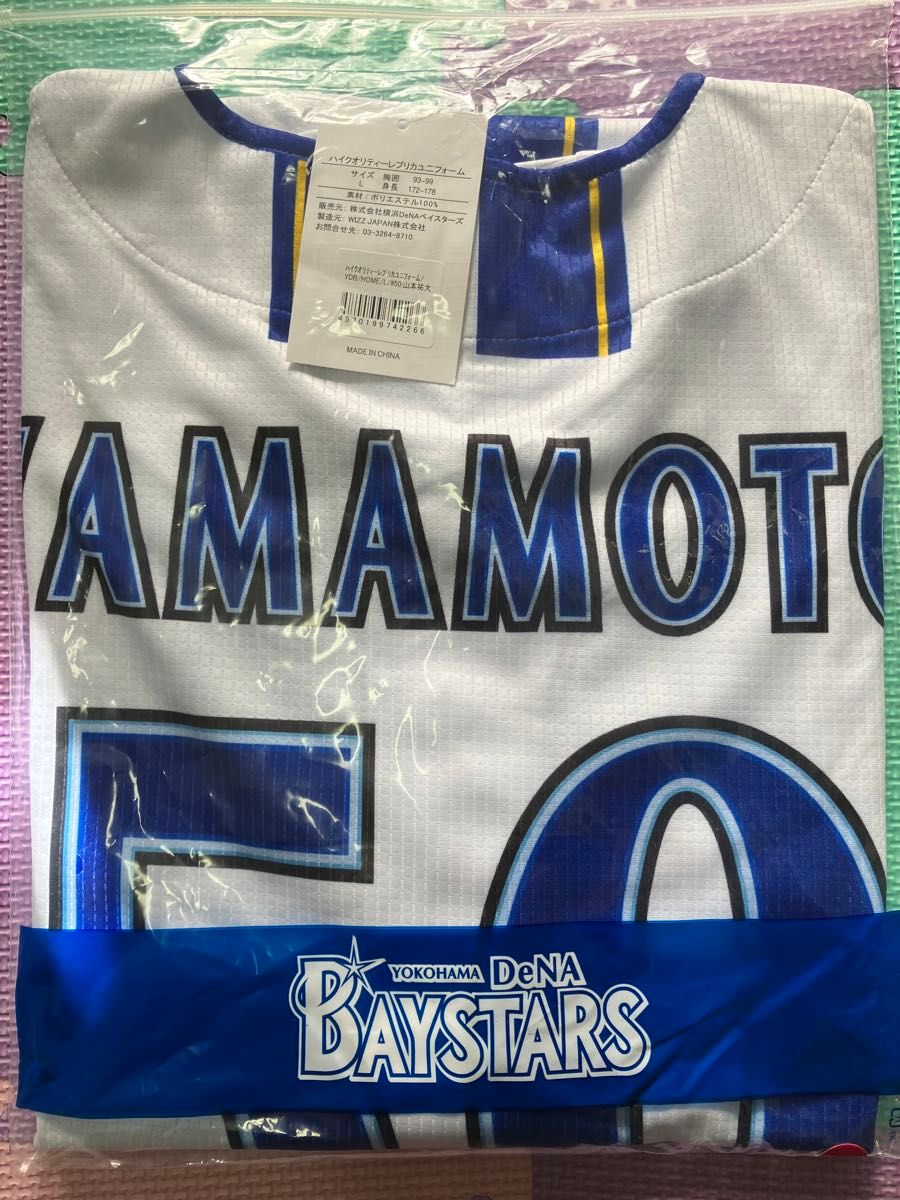 ハイクオリティーレプリカユニフォーム
サイズ 胸囲 93-99
L 身長 172-178
素材：ポリエステル100%
販売元：株式会社横浜DeNAベイスターズ
製造元：WIZZ JAPAN株式会社
お問合せ先：03-3264-8710
ハイクオリティーレプリカユニフォーム/
YDB/HOME/L/#50山本祐大
4570199742266
MADE IN CHINA
YAMAMOTO
50
YOKOHAMA DeNA
BAYSTARS